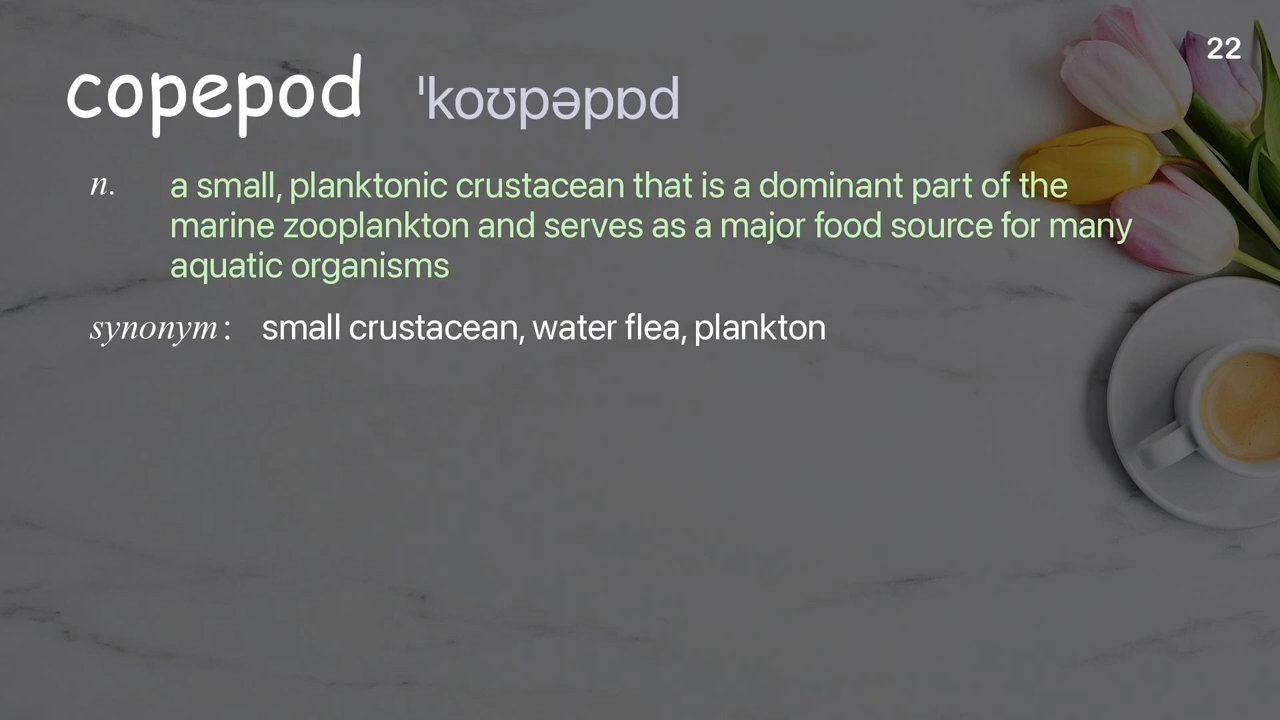 22
copepod ˈkoʊpəpɒd
n. a small, planktonic crustacean that is a dominant part of the
marine zooplankton and serves as a major food source for many
aquatic organisms
synonym: small crustacean, water flea, plankton